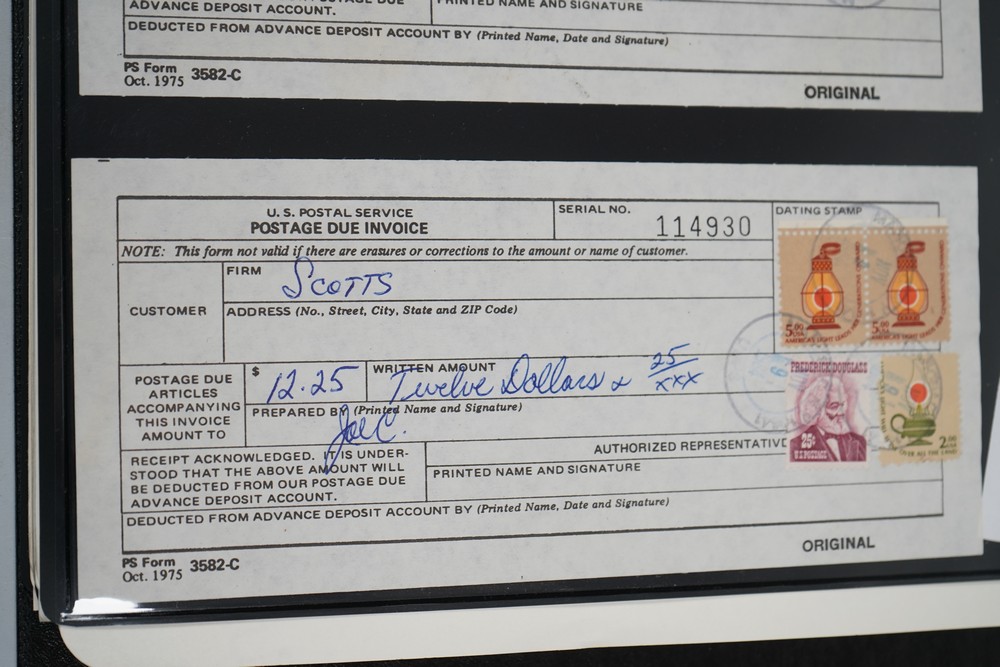 ADVANCE DEPOSIT ACCOUNT.
PRINTED NAME AND SIGNATURE
DEDUCTED FROM ADVANCE DEPOSIT ACCOUNT BY (Printed Name, Date and Signature)
PS Form
Oct. 1975 3582-C
ORIGINAL
U. S. POSTAL SERVICE
POSTAGE DUE INVOICE
SERIAL NO.
114930
DATING STAMP
NOTE: This form not valid if there are erasures or corrections to the amount or name of customer.
CUSTOMER
FIRM
SCOTTS
ADDRESS (No., Street, City, State and ZIP Code)
POSTAGE DUE
ARTICLES
ACCOMPANYING
THIS INVOICE
AMOUNT TO
$ 12.25
WRITTEN AMOUNT
Twelve Dollars & 25/XXX
PREPARED BY (Printed Name and Signature)
Joe C.
RECEIPT ACKNOWLEDGED. IT IS UNDER-
STOOD THAT THE ABOVE AMOUNT WILL
BE DEDUCTED FROM OUR POSTAGE DUE
ADVANCE DEPOSIT ACCOUNT.
AUTHORIZED REPRESENTATIVE
PRINTED NAME AND SIGNATURE
DEDUCTED FROM ADVANCE DEPOSIT ACCOUNT BY (Printed Name, Date and Signature)
PS Form
Oct. 1975 3582-C
ORIGINAL
5.00
5.00
FREDERICK DOUGLASS
25¢
U.S. POSTAGE
2.00